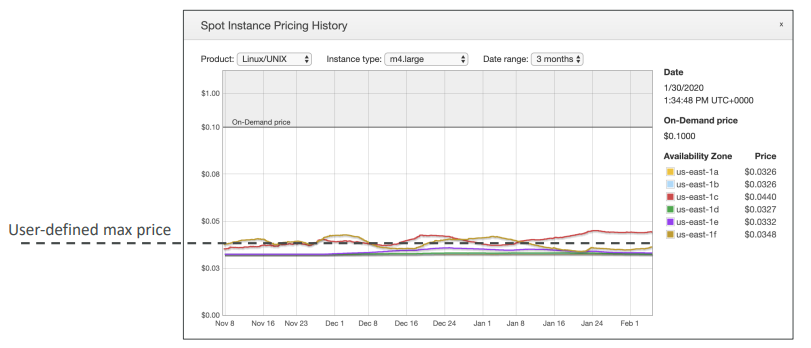 Spot Instance Pricing History
x
Product: Linux/UNIX Instance type: m4.large Date range: 3 months
$1.00
On-Demand price
$0.10
$0.08
$0.05
$0.03
$0.00
Nov 8 Nov 16 Nov 23 Dec 1 Dec 8 Dec 16 Dec 24 Jan 1 Jan 8 Jan 16 Jan 24 Feb 1
Date
1/30/2020
1:34:48 PM UTC+0000
On-Demand price
$0.1000
Availability Zone Price
us-east-1a $0.0326
us-east-1b $0.0326
us-east-1c $0.0440
us-east-1d $0.0327
us-east-1e $0.0332
us-east-1f $0.0348
User-defined max price